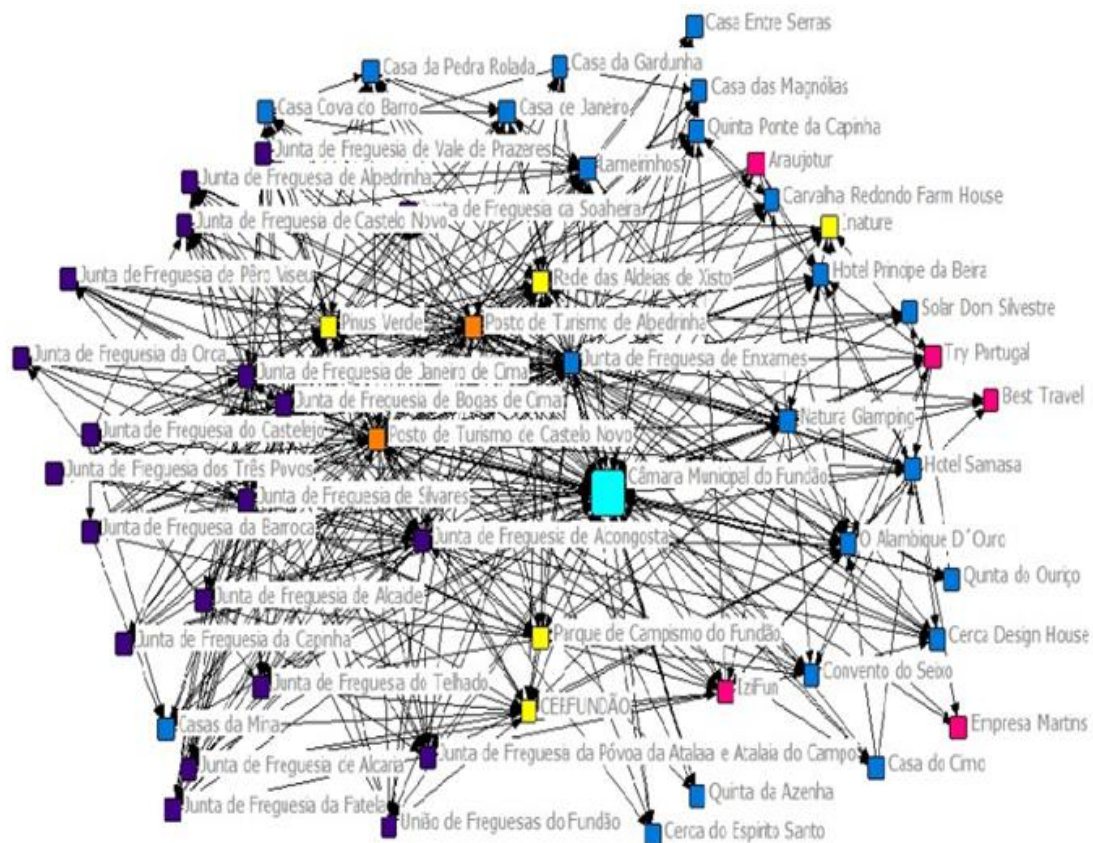 Casa Entre Serras
Casa da Pedra Rolada
Casa da Gardunha
Casa das Magnólias
Casa Cova do Barro
Casa de Janeiro
Quinta Ponte da Capinha
Junta de Freguesia de Vale de Prazeres
Lameirinhos
Araujotur
Junta de Freguesia de Alpedrinha
Carvalha Redondo Farm House
Junta de Freguesia de Castelo Novo
Junta de Freguesia da Soalheira
Inature
Junta de Freguesia de Pêro Viseu
Rede das Aldeias de Xisto
Hotel Principe da Beira
Solar Dom Silvestre
Pinus Verde
Posto de Turismo de Alpedrinha
Junta de Freguesia da Orca
Junta de Freguesia de Enxames
Try Portugal
Junta de Freguesia de Janeiro de Cima
Best Travel
Junta de Freguesia de Bogas de Cima
Natura Glamping
Junta de Freguesia do Castelejo
Posto de Turismo de Castelo Novo
Junta de Freguesia dos Três Povos
Câmara Municipal do Fundão
Hotel Samasa
Junta de Freguesia de Silvares
Junta de Freguesia da Barroca
Junta de Freguesia de Acongosta
O Alambique D´Ouro
Qunta do Ouriço
Junta de Freguesia de Alcaide
Junta de Freguesia da Capinha
Parque de Campismo do Fundão
Cerca Design House
Junta de Freguesia do Telhado
IziFun
Convento do Seixo
CEI.FUNDÃO
Casas da Mina
Empresa Martins
Junta de Freguesia da Póvoa da Atalaia e Atalaia do Campo
Junta de Freguesia de Alcaria
Casa do Cimo
Junta de Freguesia da Fatela
Quinta da Azenha
União de Freguesas do Fundão
Cerca do Espirito Santo